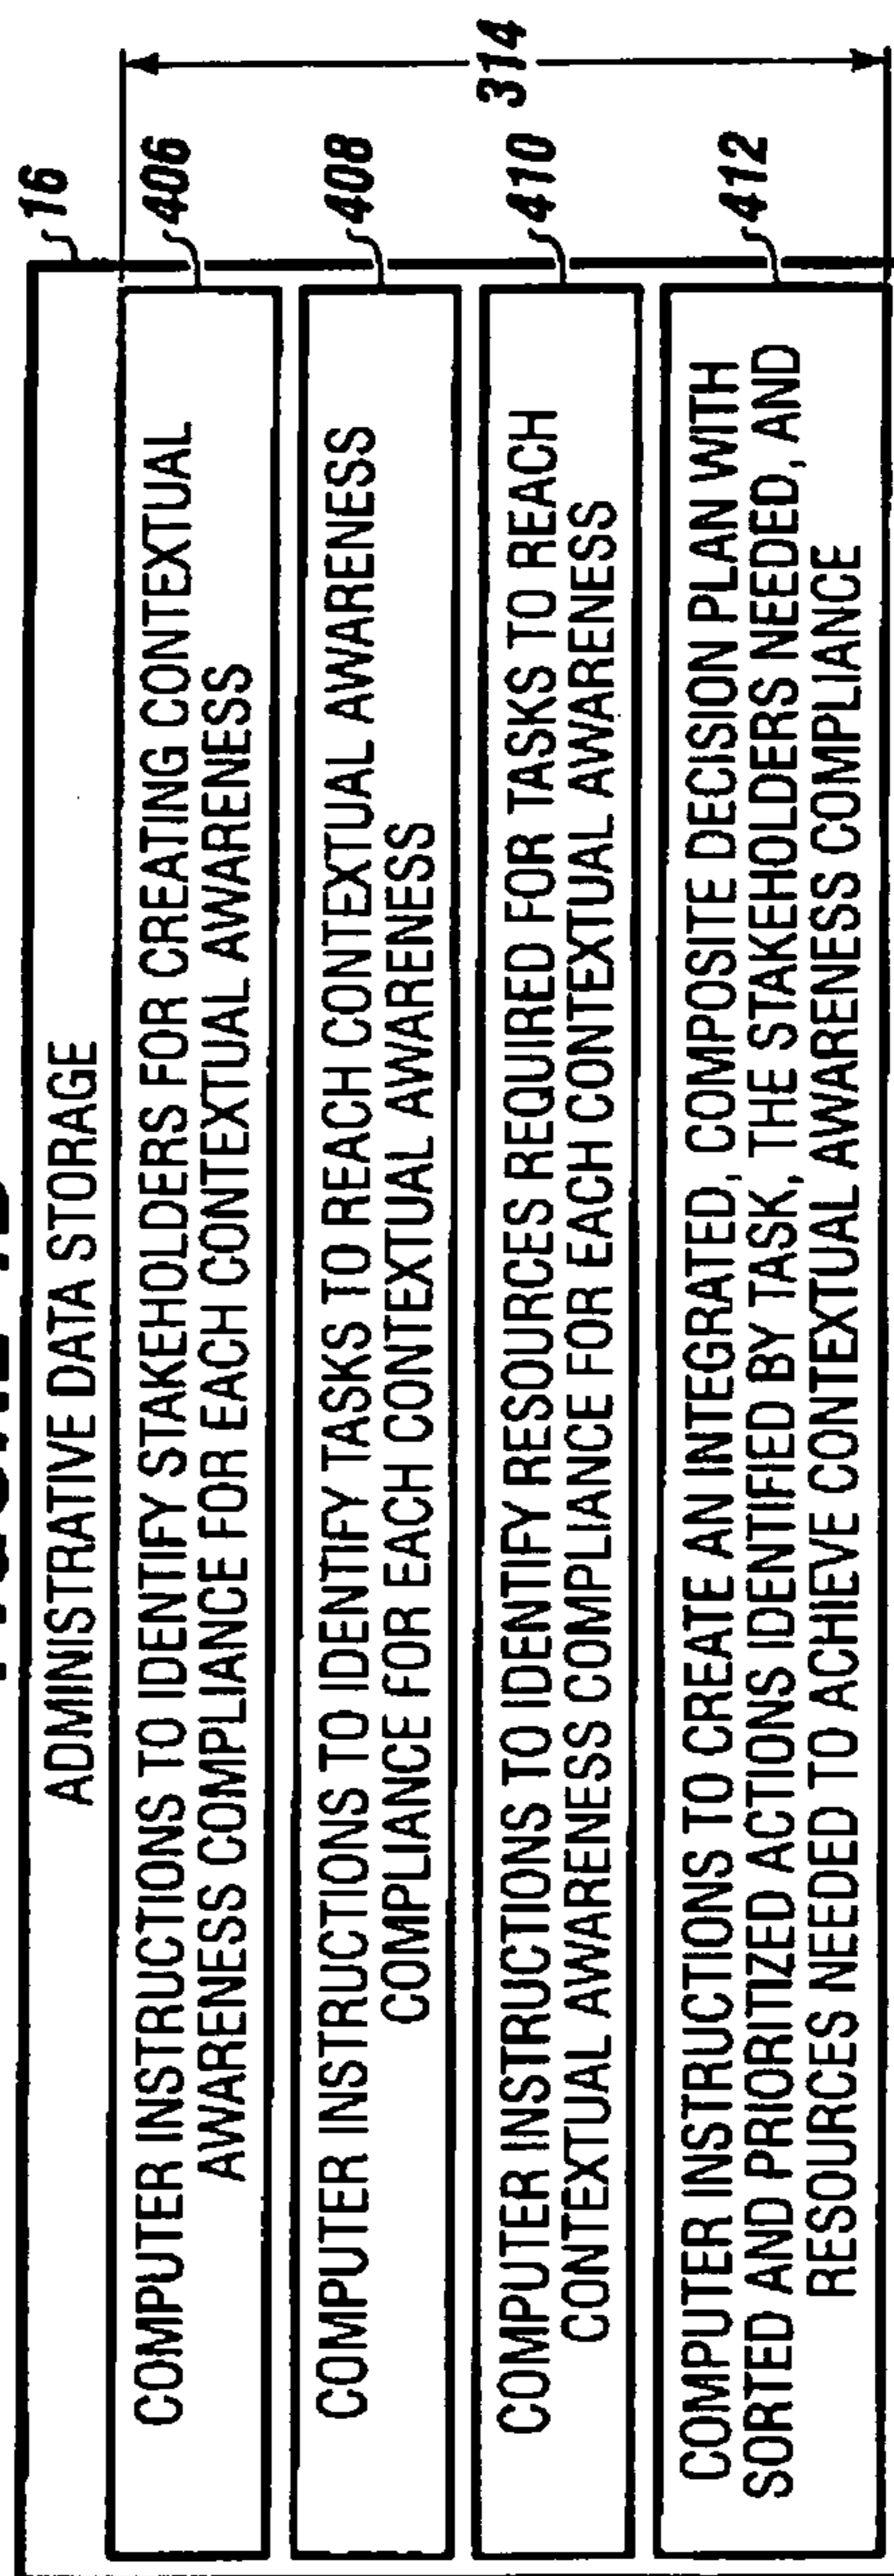 16
ADMINISTRATIVE DATA STORAGE
COMPUTER INSTRUCTIONS TO IDENTIFY STAKEHOLDERS FOR CREATING CONTEXTUAL
AWARENESS COMPLIANCE FOR EACH CONTEXTUAL AWARENESS
406
COMPUTER INSTRUCTIONS TO IDENTIFY TASKS TO REACH CONTEXTUAL AWARENESS
COMPLIANCE FOR EACH CONTEXTUAL AWARENESS
408
COMPUTER INSTRUCTIONS TO IDENTIFY RESOURCES REQUIRED FOR TASKS TO REACH
CONTEXTUAL AWARENESS COMPLIANCE FOR EACH CONTEXTUAL AWARENESS
410
COMPUTER INSTRUCTIONS TO CREATE AN INTEGRATED, COMPOSITE DECISION PLAN WITH
SORTED AND PRIORITIZED ACTIONS IDENTIFIED BY TASK, THE STAKEHOLDERS NEEDED, AND
RESOURCES NEEDED TO ACHIEVE CONTEXTUAL AWARENESS COMPLIANCE
412
314